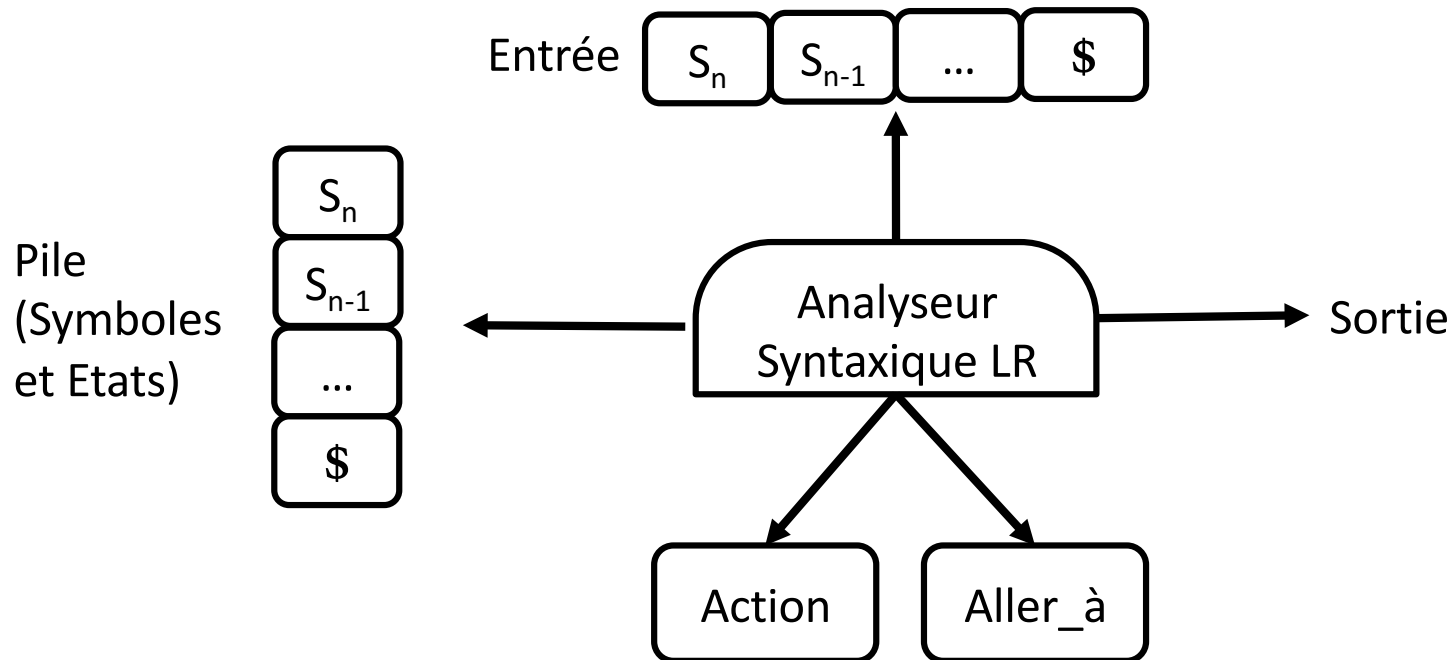 Entrée
Sₙ Sₙ₋₁ ... $
Sₙ
Sₙ₋₁
...
$
Pile
(Symboles
et Etats)
Analyseur
Syntaxique LR
Sortie
Action
Aller_à